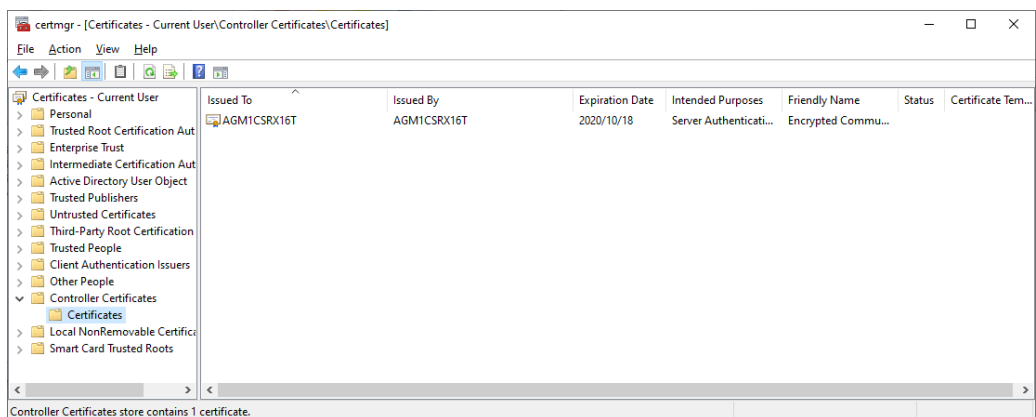 certmgr - [Certificates - Current User\Controller Certificates\Certificates]
File Action View Help
Certificates - Current User
Personal
Trusted Root Certification Aut
Enterprise Trust
Intermediate Certification Aut
Active Directory User Object
Trusted Publishers
Untrusted Certificates
Third-Party Root Certification
Trusted People
Client Authentication Issuers
Other People
Controller Certificates
Certificates
Local NonRemovable Certifica
Smart Card Trusted Roots
Issued To Issued By Expiration Date Intended Purposes Friendly Name Status Certificate Tem...
AGM1CSRX16T AGM1CSRX16T 2020/10/18 Server Authenticati... Encrypted Commu...
Controller Certificates store contains 1 certificate.